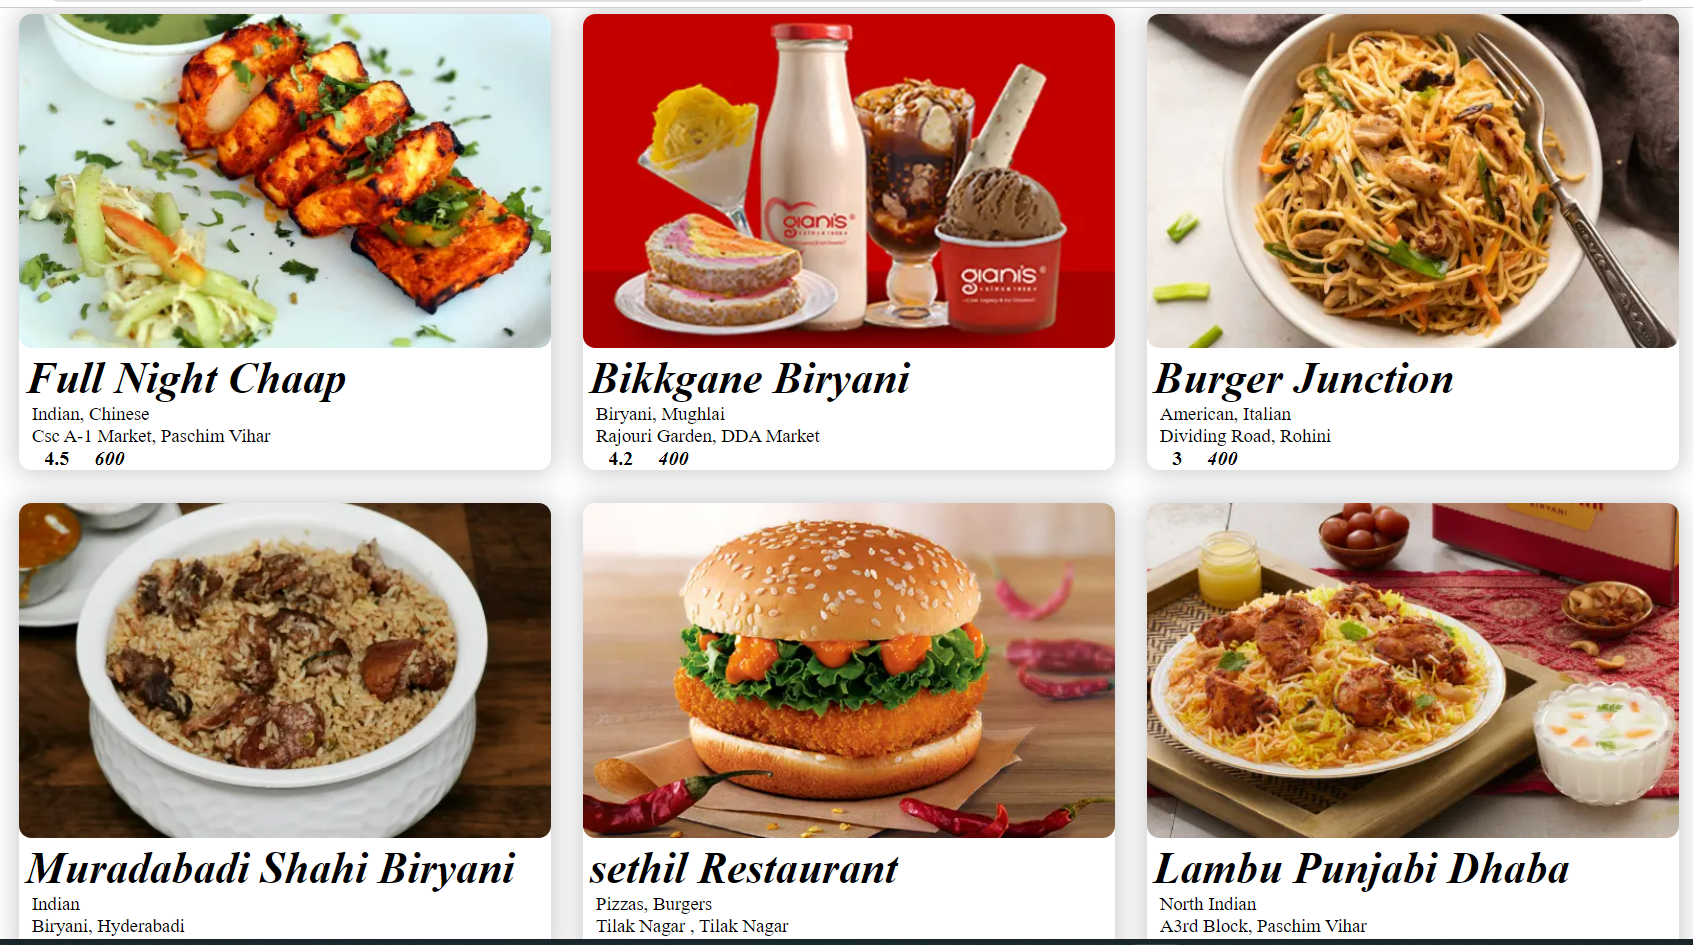 gianis
gianis
Full Night Chaap
Indian, Chinese
Csc A-1 Market, Paschim Vihar
4.5 600
Bikkgane Biryani
Biryani, Mughlai
Rajouri Garden, DDA Market
4.2 400
Burger Junction
American, Italian
Dividing Road, Rohini
3 400
BIRYANI
Muradabadi Shahi Biryani
Indian
Biryani, Hyderabadi
sethil Restaurant
Pizzas, Burgers
Tilak Nagar , Tilak Nagar
Lambu Punjabi Dhaba
North Indian
A3rd Block, Paschim Vihar